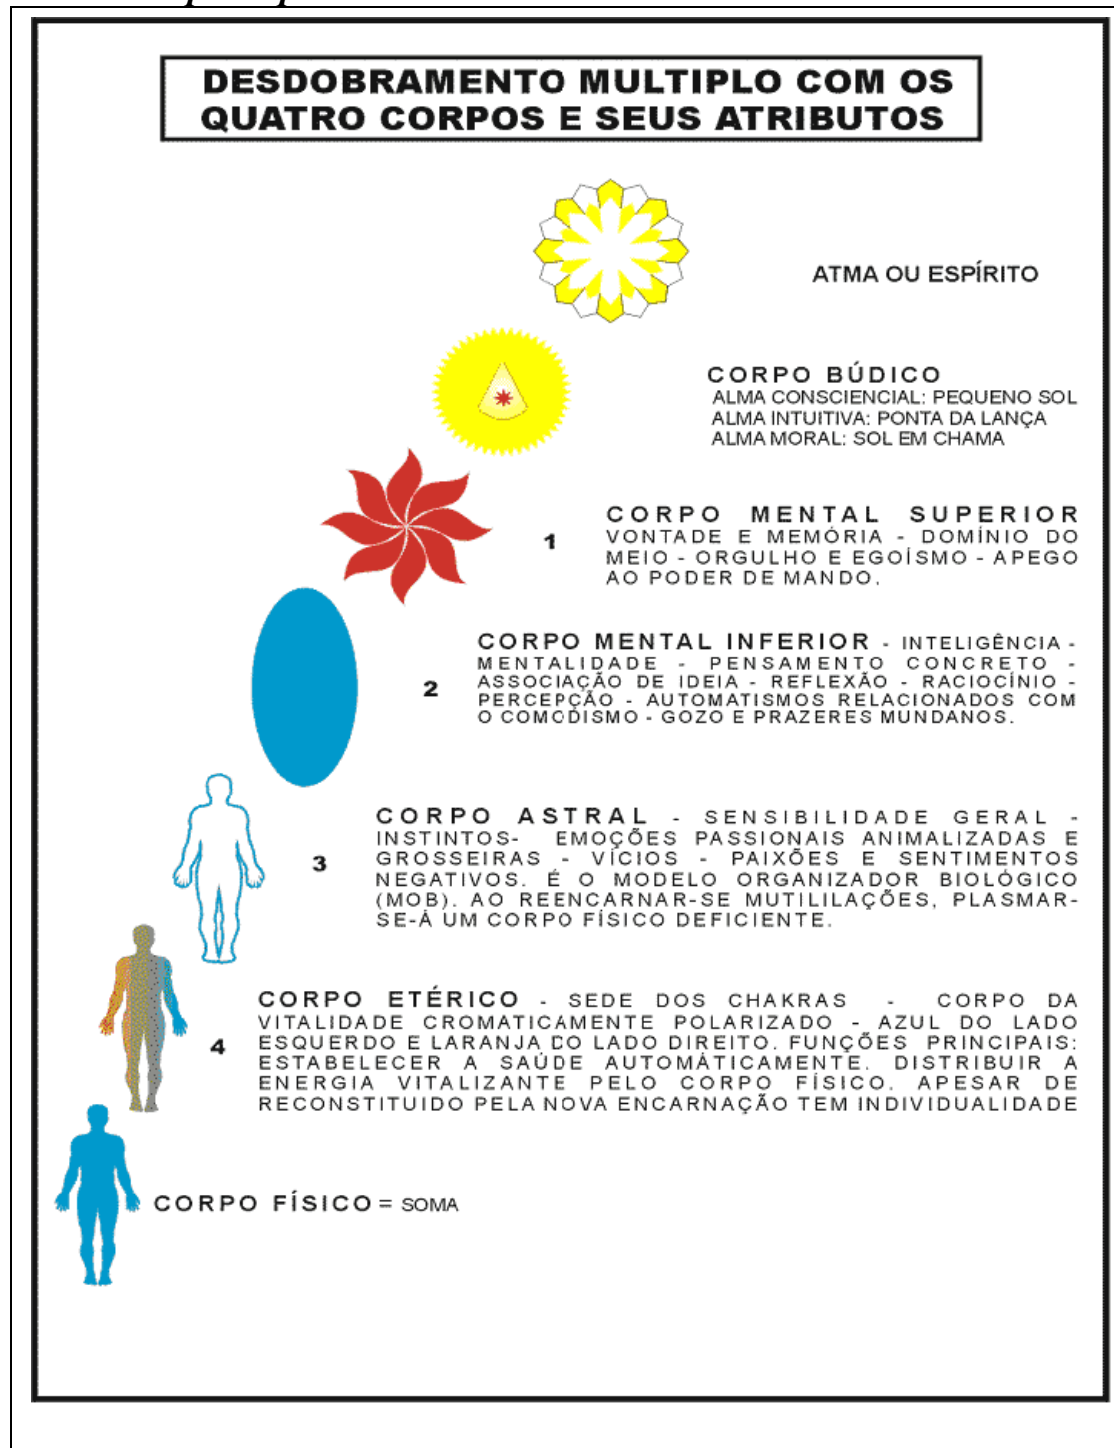 DESDOBRAMENTO MULTIPLO COM OS
QUATRO CORPOS E SEUS ATRIBUTOS
ATMA OU ESPÍRITO
CORPO BÚDICO
ALMA CONSCIENCIAL: PEQUENO SOL
ALMA INTUITIVA: PONTA DA LANÇA
ALMA MORAL: SOL EM CHAMA
1
CORPO MENTAL SUPERIOR
VONTADE E MEMÓRIA - DOMÍNIO DO
MEIO - ORGULHO E EGOÍSMO - APEGO
AO PODER DE MANDO.
2
CORPO MENTAL INFERIOR - INTELIGÊNCIA -
MENTALIDADE - PENSAMENTO CONCRETO -
ASSOCIAÇÃO DE IDEIA - REFLEXÃO - RACIOCÍNIO -
PERCEPÇÃO - AUTOMATISMOS RELACIONADOS COM
O COMODISMO - GOZO E PRAZERES MUNDANOS.
3
CORPO ASTRAL - SENSIBILIDADE GERAL -
INSTINTOS- EMOÇÕES PASSIONAIS ANIMALIZADAS E
GROSSEIRAS - VÍCIOS - PAIXÕES E SENTIMENTOS
NEGATIVOS. É O MODELO ORGANIZADOR BIOLÓGICO
(MOB). AO REENCARNAR-SE MUTILILAÇÕES, PLASMAR-
SE-Á UM CORPO FÍSICO DEFICIENTE.
4
CORPO ETÉRICO - SEDE DOS CHAKRAS - CORPO DA
VITALIDADE CROMATICAMENTE POLARIZADO - AZUL DO LADO
ESQUERDO E LARANJA DO LADO DIREITO. FUNÇÕES PRINCIPAIS:
ESTABELECER A SAÚDE AUTOMÁTICAMENTE. DISTRIBUIR A
ENERGIA VITALIZANTE PELO CORPO FÍSICO. APESAR DE
RECONSTITUIDO PELA NOVA ENCARNAÇÃO TEM INDIVIDUALIDADE
CORPO FÍSICO = SOMA